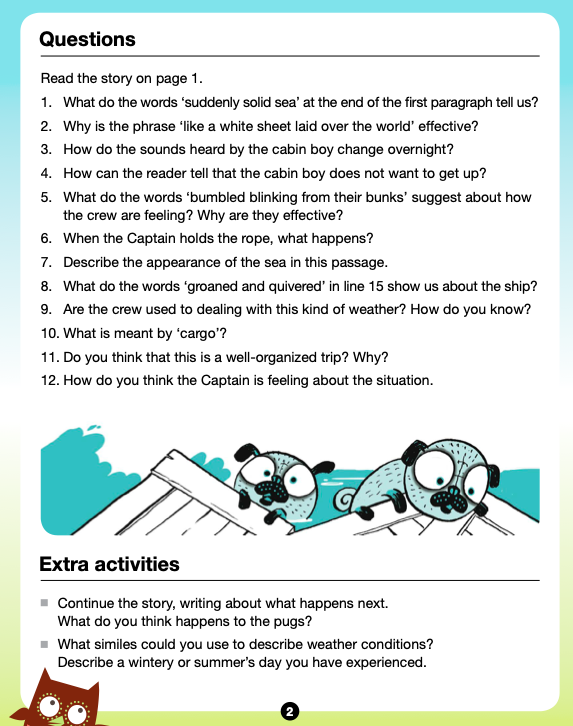 Questions
Read the story on page 1.
1. What do the words ‘suddenly solid sea’ at the end of the first paragraph tell us?
2. Why is the phrase ‘like a white sheet laid over the world’ effective?
3. How do the sounds heard by the cabin boy change overnight?
4. How can the reader tell that the cabin boy does not want to get up?
5. What do the words ‘bumbled blinking from their bunks’ suggest about how
the crew are feeling? Why are they effective?
6. When the Captain holds the rope, what happens?
7. Describe the appearance of the sea in this passage.
8. What do the words ‘groaned and quivered’ in line 15 show us about the ship?
9. Are the crew used to dealing with this kind of weather? How do you know?
10. What is meant by ‘cargo’?
11. Do you think that this is a well-organized trip? Why?
12. How do you think the Captain is feeling about the situation.
Extra activities
Continue the story, writing about what happens next.
What do you think happens to the pugs?
What similes could you use to describe weather conditions?
Describe a wintery or summer’s day you have experienced.
2